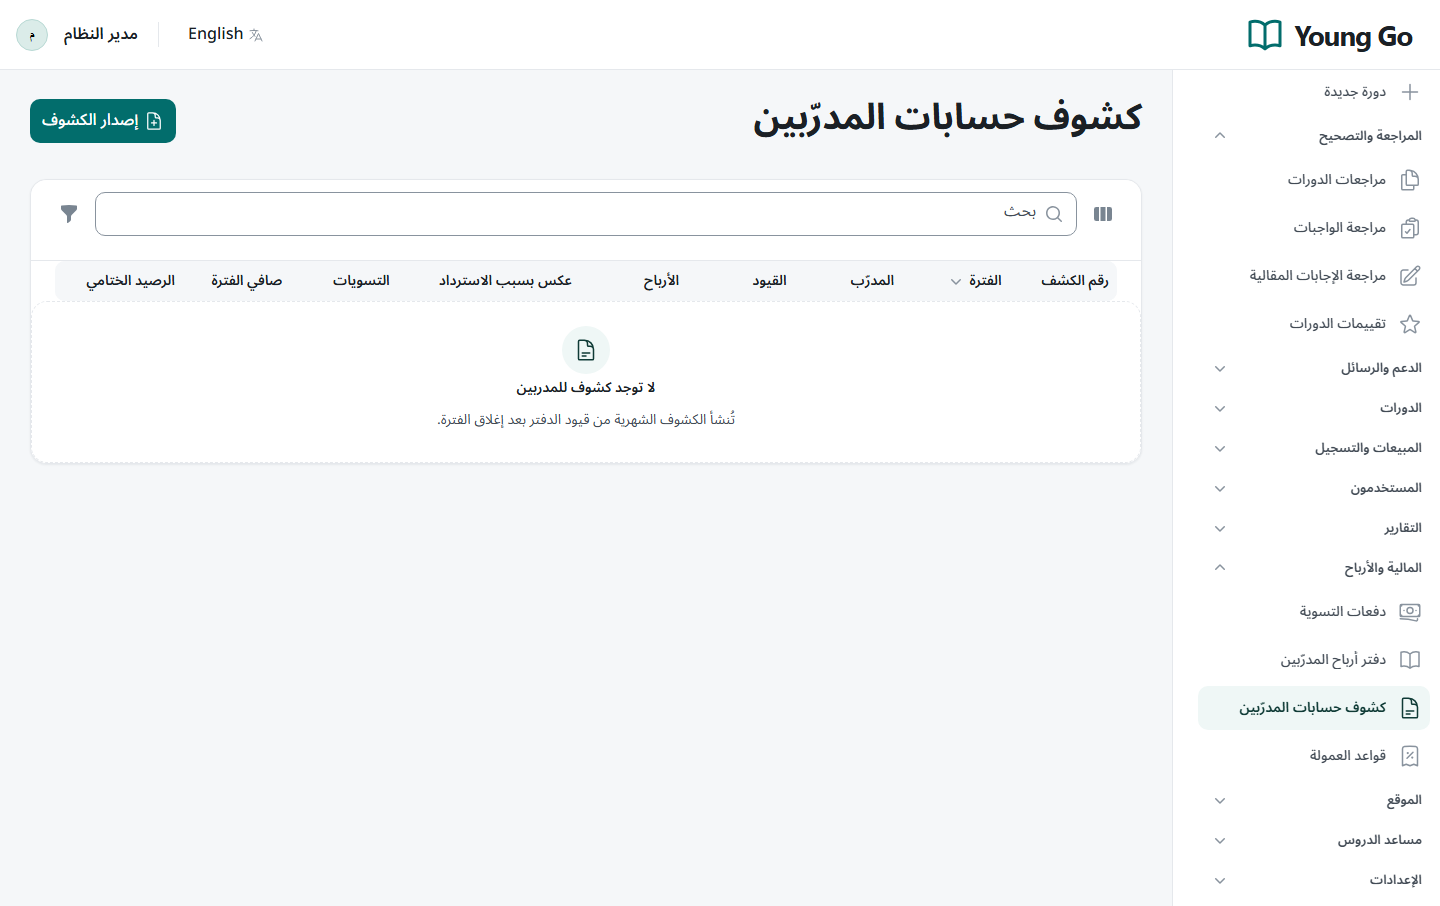 Young Go
English
مدير النظام
م
دورة جديدة
المراجعة والتصحيح
مراجعات الدورات
مراجعة الواجبات
مراجعة الإجابات المقالية
تقييمات الدورات
الدعم والرسائل
الدورات
المبيعات والتسجيل
المستخدمون
التقارير
المالية والأرباح
دفعات التسوية
دفتر أرباح المدرّبين
كشوف حسابات المدرّبين
قواعد العمولة
الموقع
مساعد الدروس
الإعدادات
كشوف حسابات المدرّبين
إصدار الكشوف
بحث
رقم الكشف الفترة المدرّب القيود الأرباح عكس بسبب الاسترداد التسويات صافي الفترة الرصيد الختامي
لا توجد كشوف للمدربين
تُنشأ الكشوف الشهرية من قيود الدفتر بعد إغلاق الفترة.